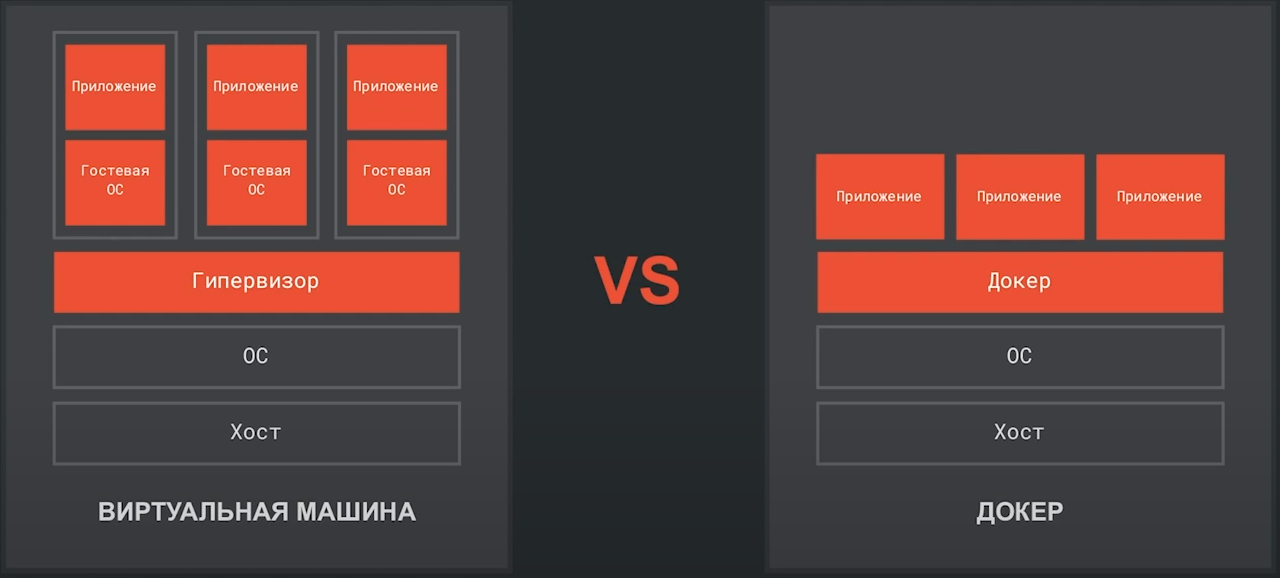 Приложение
Приложение
Приложение
Гостевая
ОС
Гостевая
ОС
Гостевая
ОС
Гипервизор
ОС
Хост
ВИРТУАЛЬНАЯ МАШИНА
VS
Приложение
Приложение
Приложение
Докер
ОС
Хост
ДОКЕР